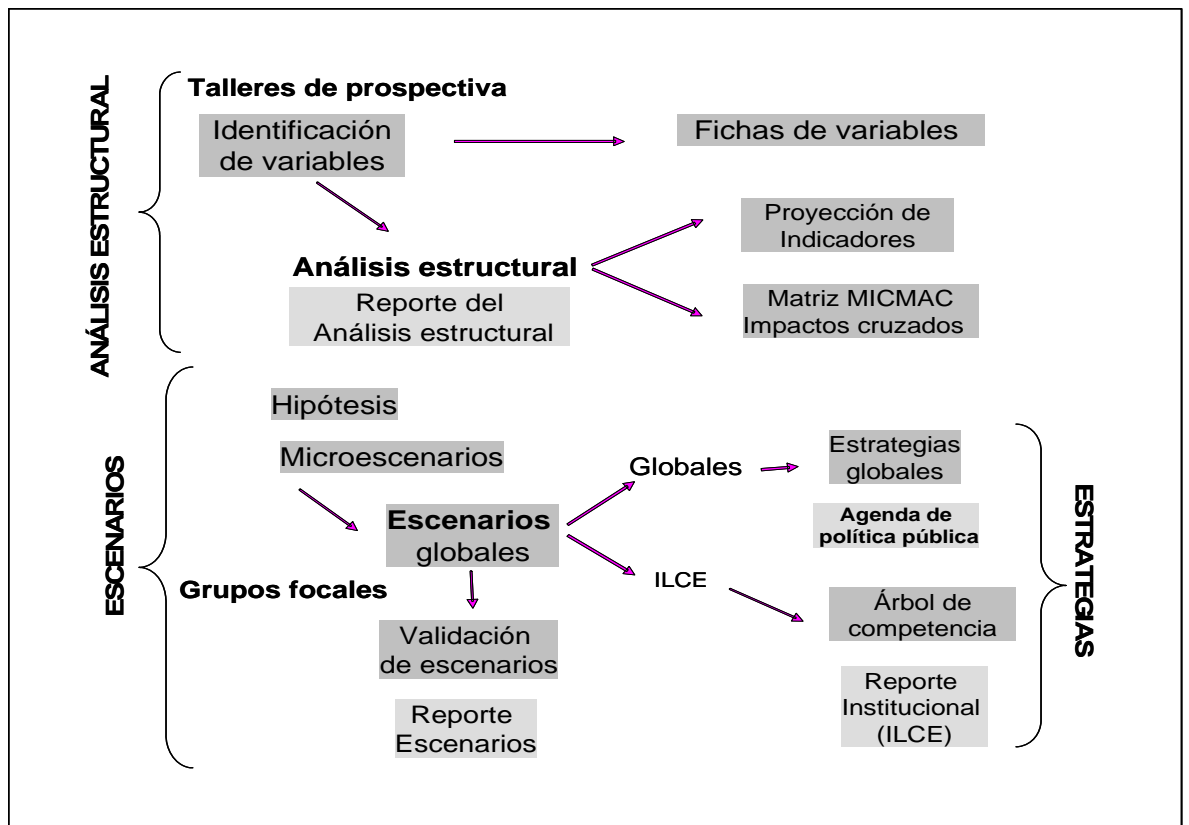 ANÁLISIS ESTRUCTURAL
Talleres de prospectiva
Identificación
de variables
Fichas de variables
Proyección de
Indicadores
Análisis estructural
Reporte del
Análisis estructural
Matriz MICMAC
Impactos cruzados
ESCENARIOS
Hipótesis
Microescenarios
Escenarios
globales
Grupos focales
Validación
de escenarios
Reporte
Escenarios
Globales
ILCE
Estrategias
globales
Agenda de
política pública
Árbol de
competencia
Reporte
Institucional
(ILCE)
ESTRATEGIAS